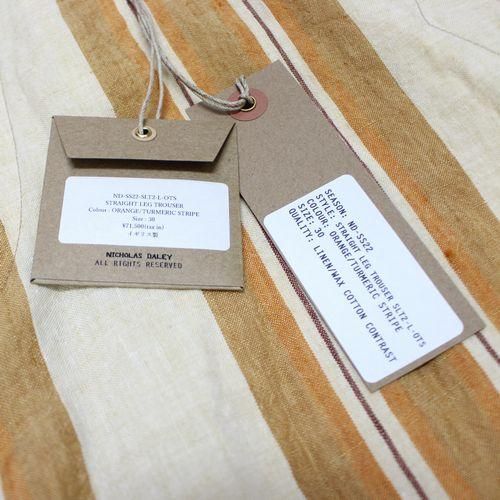 ND-SS22-SLT2-L-OTS
STRAIGHT LEG TROUSER
Colour : ORANGE/TURMERIC STRIPE
Size : 30
¥71,500(tax in)
イギリス製
NICHOLAS DALEY
ALL RIGHTS RESERVED
SEASON: ND-SS22
STYLE: STRAIGHT LEG TROUSER SLT2-L-OTS
COLOUR: ORANGE/TURMERIC STRIPE
SIZE: 30
QUALITY: LINEN/WAX COTTON CONTRAST